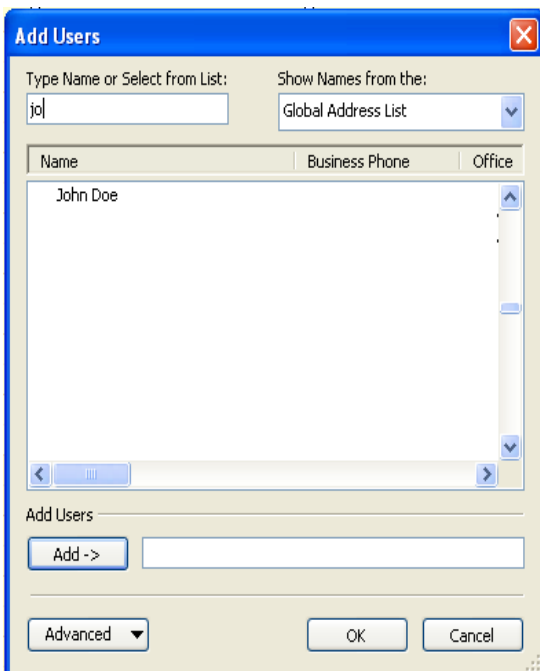 Add Users
Type Name or Select from List: Show Names from the:
jo Global Address List
Name Business Phone Office
John Doe
Add Users
Add ->
Advanced OK Cancel